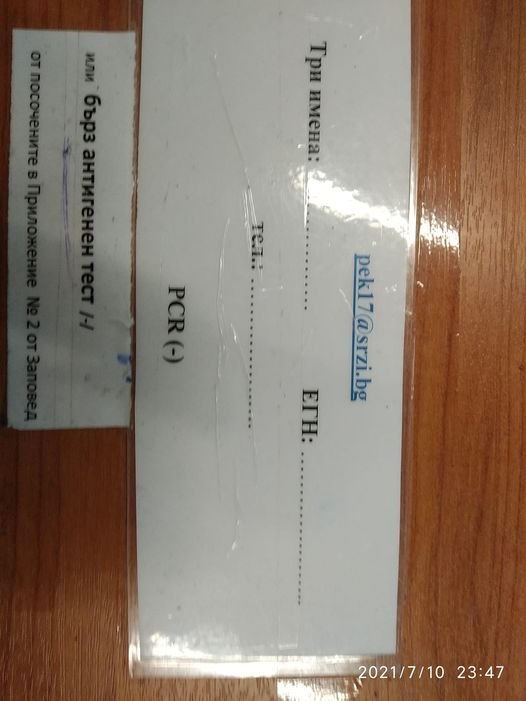 pek17@srzi.bg
Три имена: .................... ЕГН: ........................
тел.: ........................
PCR (-)
или бърз антигенен тест /-/
от посочените в Приложение № 2 от Заповед
2021/7/10 23:47